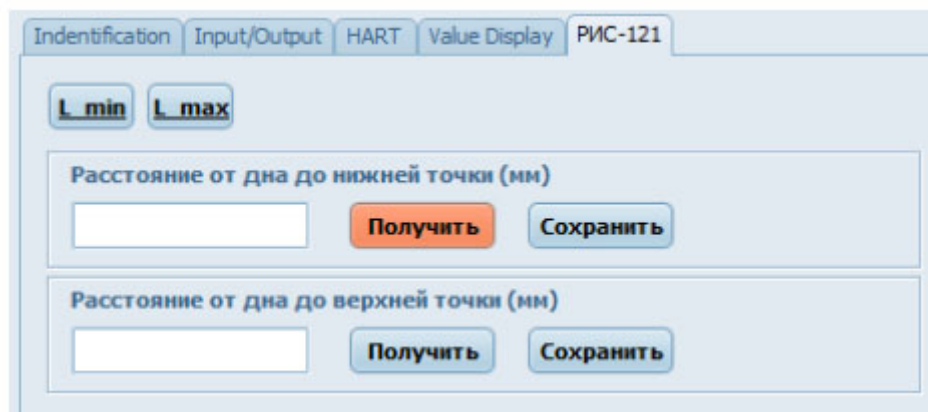 Indentification Input/Output HART Value Display РИС-121
L_min L_max
Расстояние от дна до нижней точки (мм)
Получить Сохранить
Расстояние от дна до верхней точки (мм)
Получить Сохранить